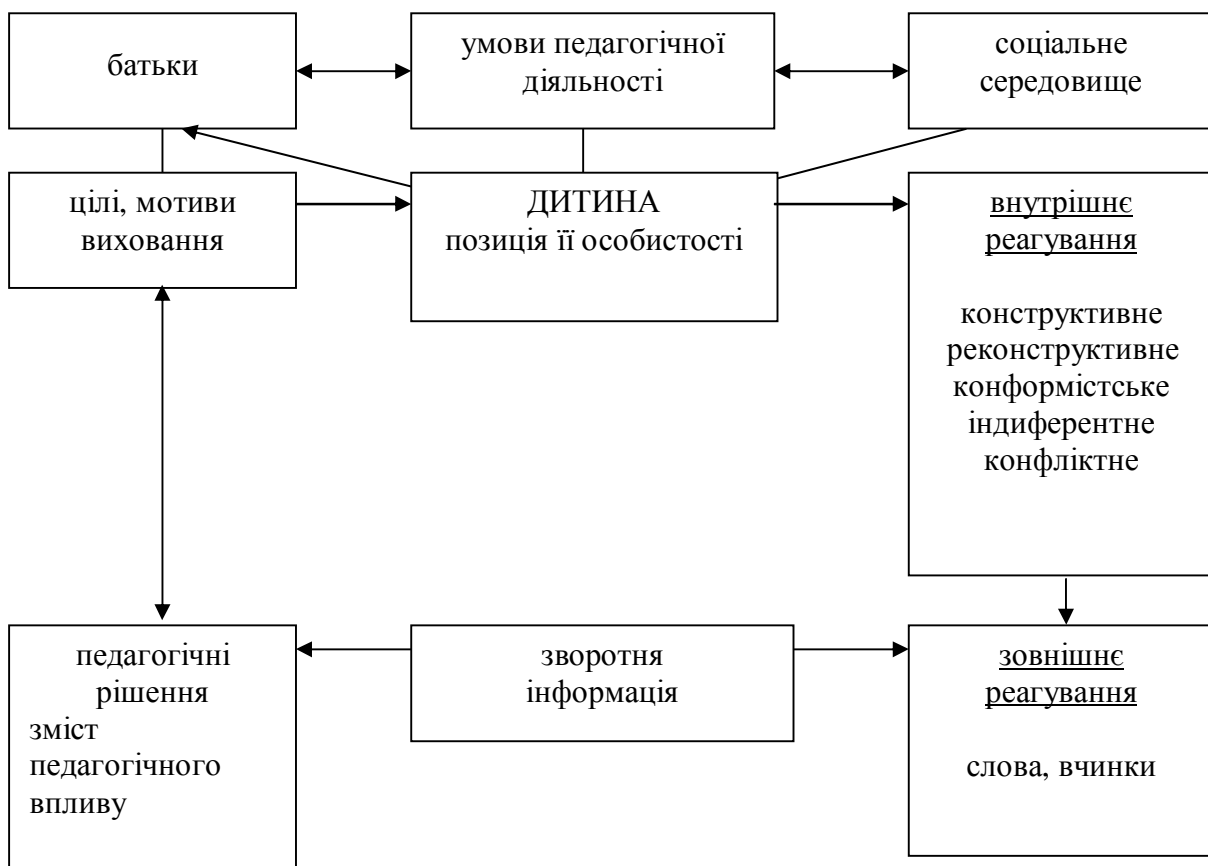 батьки
умови педагогічної
діяльності
соціальне
середовище
цілі, мотиви
виховання
ДИТИНА
позиція її особистості
внутрішнє
реагування
конструктивне
реконструктивне
конформістське
індиферентне
конфліктне
педагогічні
рішення
зміст
педагогічного
впливу
зворотня
інформація
зовнішнє
реагування
слова, вчинки